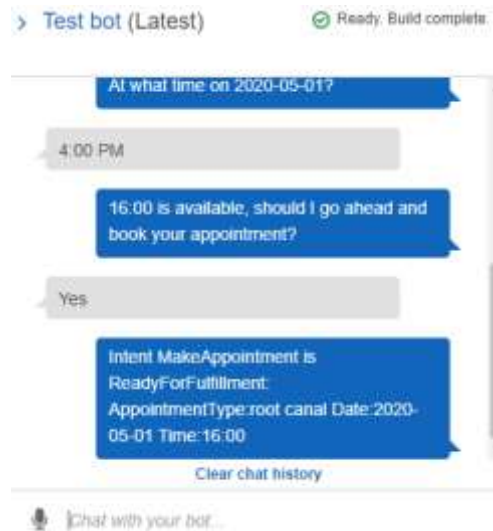 > Test bot (Latest)
Ready. Build complete.
At what time on 2020-05-01?
4:00 PM
16:00 is available, should I go ahead and
book your appointment?
Yes
Intent MakeAppointment is
ReadyForFulfillment:
AppointmentType:root canal Date:2020-
05-01 Time:16:00
Clear chat history
Chat with your bot...